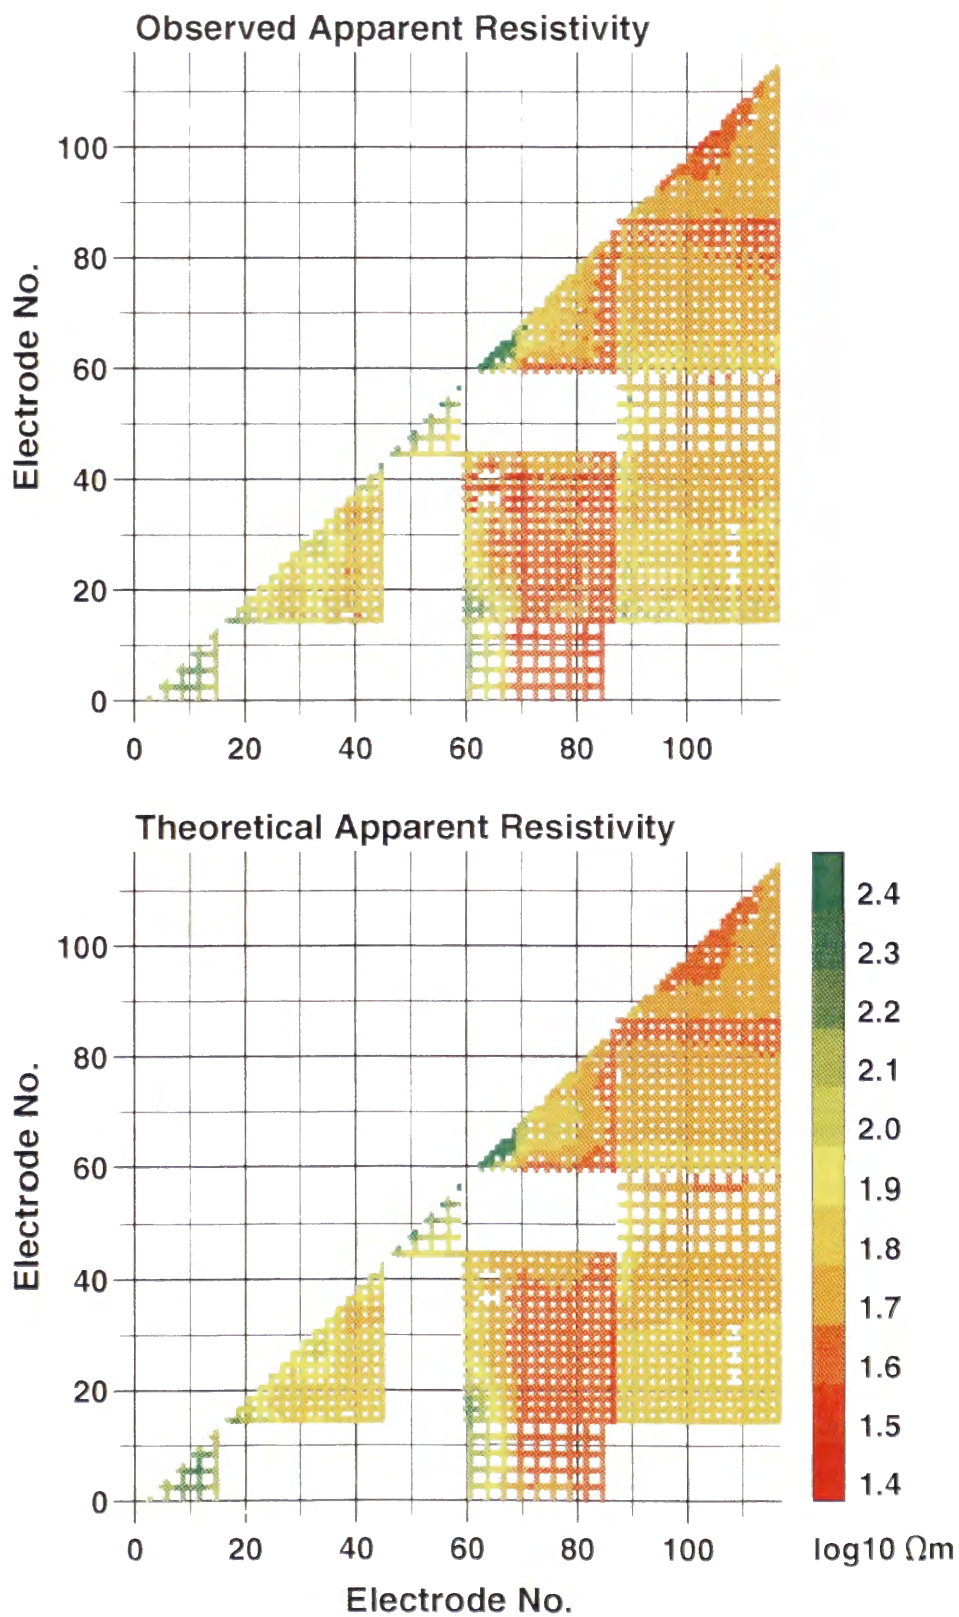 Observed Apparent Resistivity
Electrode No.
100
80
60
40
20
0
0 20 40 60 80 100
Theoretical Apparent Resistivity
Electrode No.
100
80
60
40
20
0
0 20 40 60 80 100
Electrode No.
2.4
2.3
2.2
2.1
2.0
1.9
1.8
1.7
1.6
1.5
1.4
log10 Ωm